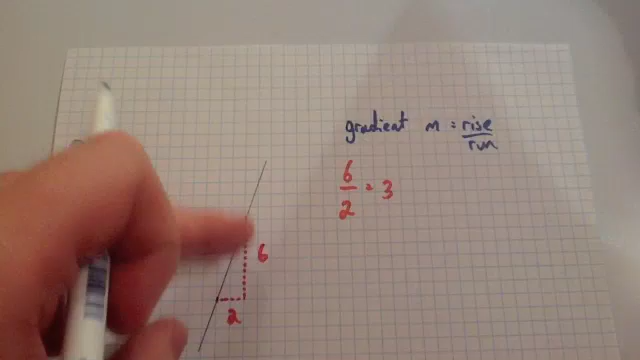 gradient m = rise
run
6
2
= 3
6
2